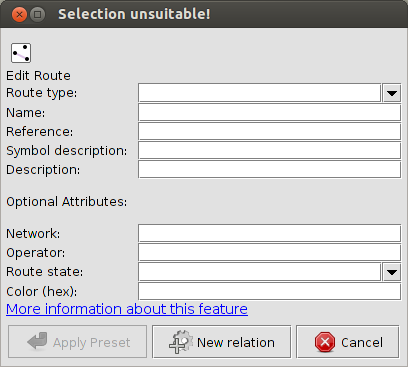 Selection unsuitable!
Edit Route
Route type:
Name:
Reference:
Symbol description:
Description:
Optional Attributes:
Network:
Operator:
Route state:
Color (hex):
More information about this feature
Apply Preset
New relation
Cancel